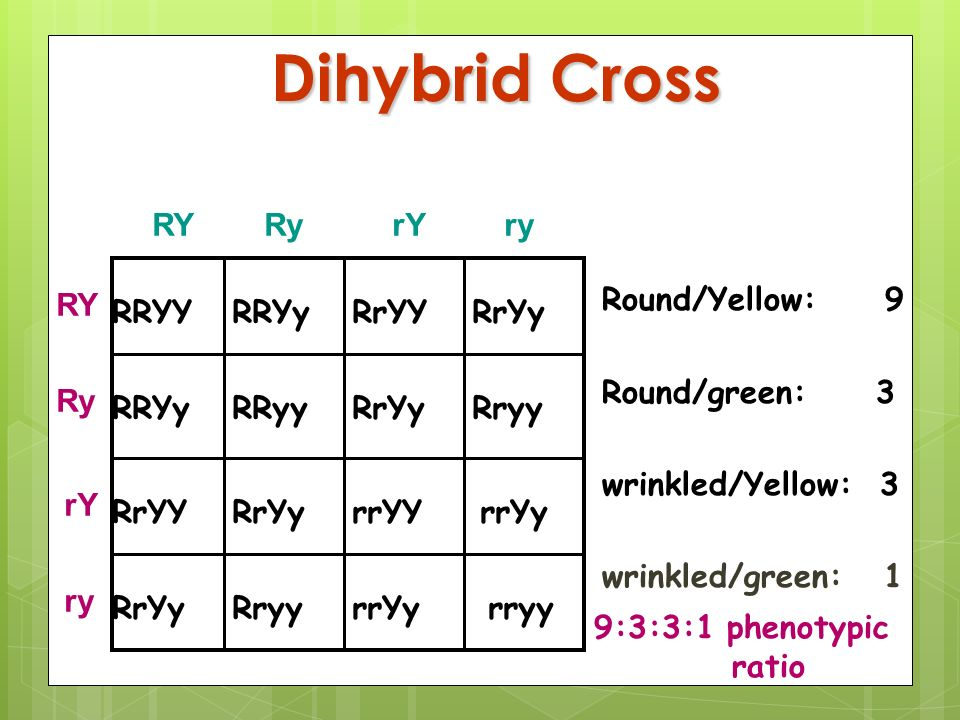 Dihybrid Cross
RY Ry rY ry
RY RRYY RRYy RrYY RrYy
Ry RRYy RRyy RrYy Rryy
rY RrYY RrYy rrYY rrYy
ry RrYy Rryy rrYy rryy
Round/Yellow: 9
Round/green: 3
wrinkled/Yellow: 3
wrinkled/green: 1
9:3:3:1 phenotypic
ratio